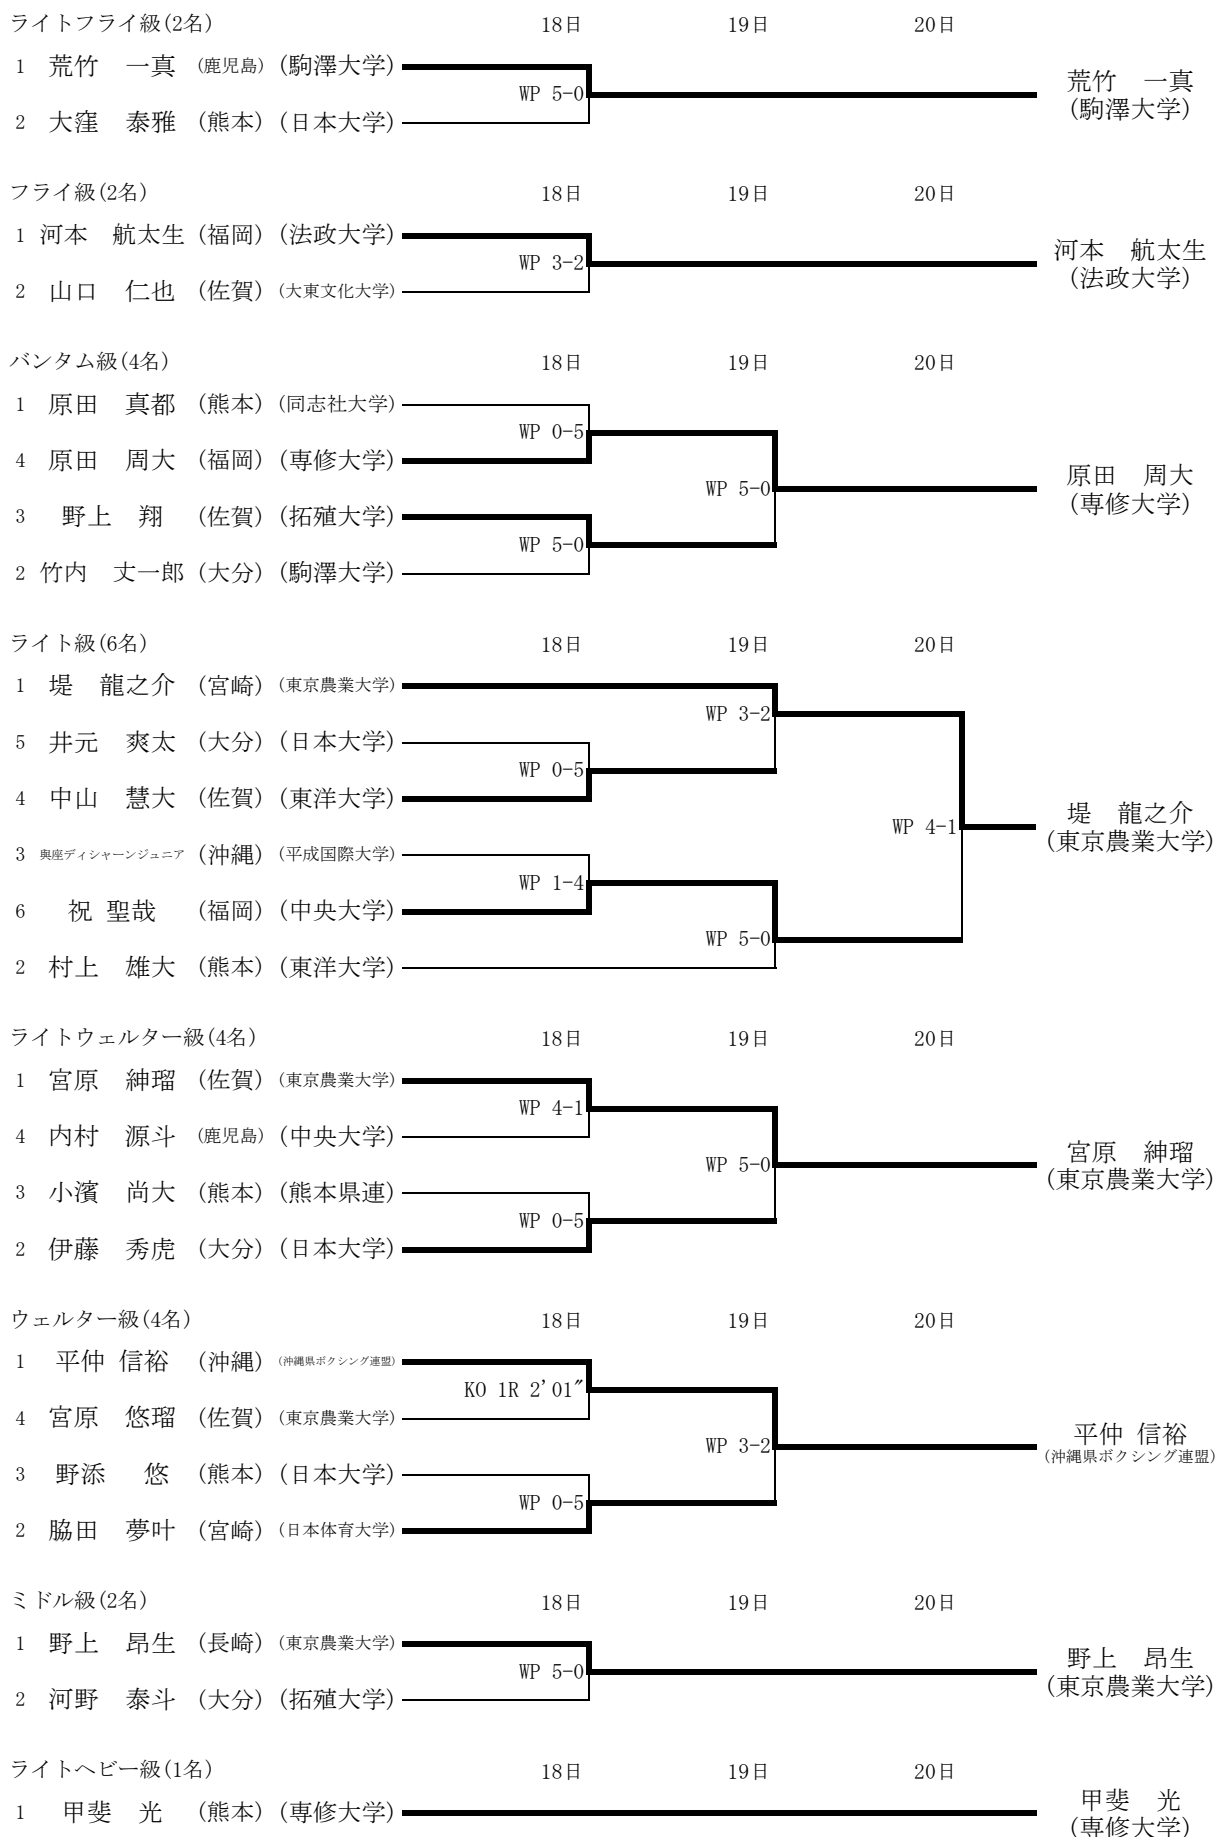 ライトフライ級(2名) 18日 19日 20日
1 荒竹 一真 (鹿児島) (駒澤大学)
WP 5-0
荒竹 一真
(駒澤大学)
2 大窪 泰雅 (熊本) (日本大学)
フライ級(2名) 18日 19日 20日
1 河本 航太生 (福岡) (法政大学)
WP 3-2
河本 航太生
(法政大学)
2 山口 仁也 (佐賀) (大東文化大学)
バンタム級(4名) 18日 19日 20日
1 原田 真都 (熊本) (同志社大学)
WP 0-5
4 原田 周大 (福岡) (専修大学)
WP 5-0
原田 周大
(専修大学)
3 野上 翔 (佐賀) (拓殖大学)
WP 5-0
2 竹内 丈一郎 (大分) (駒澤大学)
ライト級(6名) 18日 19日 20日
1 堤 龍之介 (宮崎) (東京農業大学)
WP 3-2
5 井元 爽太 (大分) (日本大学)
WP 0-5
4 中山 慧大 (佐賀) (東洋大学)
WP 4-1
堤 龍之介
(東京農業大学)
3 與座ディシャーンジュニア (沖縄) (平成国際大学)
WP 1-4
6 祝 聖哉 (福岡) (中央大学)
WP 5-0
2 村上 雄大 (熊本) (東洋大学)
ライトウェルター級(4名) 18日 19日 20日
1 宮原 紳瑠 (佐賀) (東京農業大学)
WP 4-1
4 内村 源斗 (鹿児島) (中央大学)
WP 5-0
宮原 紳瑠
(東京農業大学)
3 小濱 尚大 (熊本) (熊本県連)
WP 0-5
2 伊藤 秀虎 (大分) (日本大学)
ウェルター級(4名) 18日 19日 20日
1 平仲 信裕 (沖縄) (沖縄県ボクシング連盟)
KO 1R 2'01″
4 宮原 悠瑠 (佐賀) (東京農業大学)
WP 3-2
平仲 信裕
(沖縄県ボクシング連盟)
3 野添 悠 (熊本) (日本大学)
WP 0-5
2 脇田 夢叶 (宮崎) (日本体育大学)
ミドル級(2名) 18日 19日 20日
1 野上 昂生 (長崎) (東京農業大学)
WP 5-0
野上 昂生
(東京農業大学)
2 河野 泰斗 (大分) (拓殖大学)
ライトヘビー級(1名) 18日 19日 20日
1 甲斐 光 (熊本) (専修大学)
甲斐 光
(専修大学)